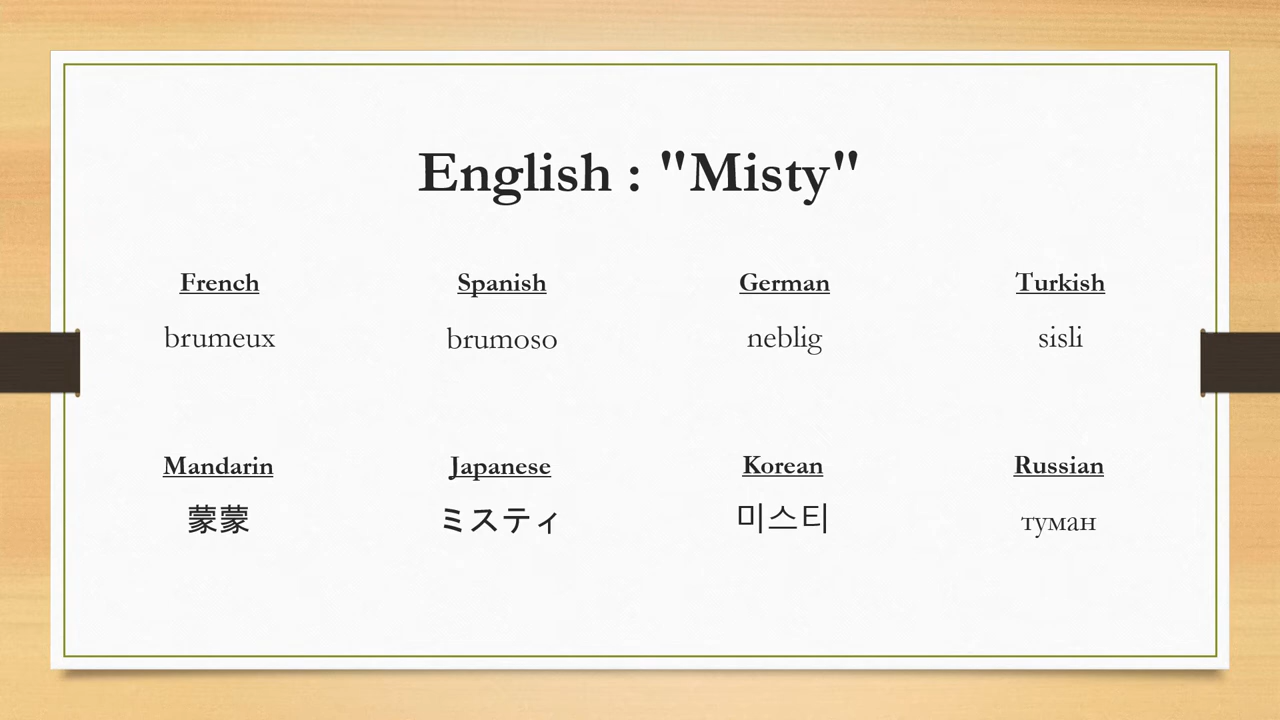 English : "Misty"
French
brumeux
Spanish
brumoso
German
neblig
Turkish
sisli
Mandarin
蒙蒙
Japanese
ミスティ
Korean
미스티
Russian
туман